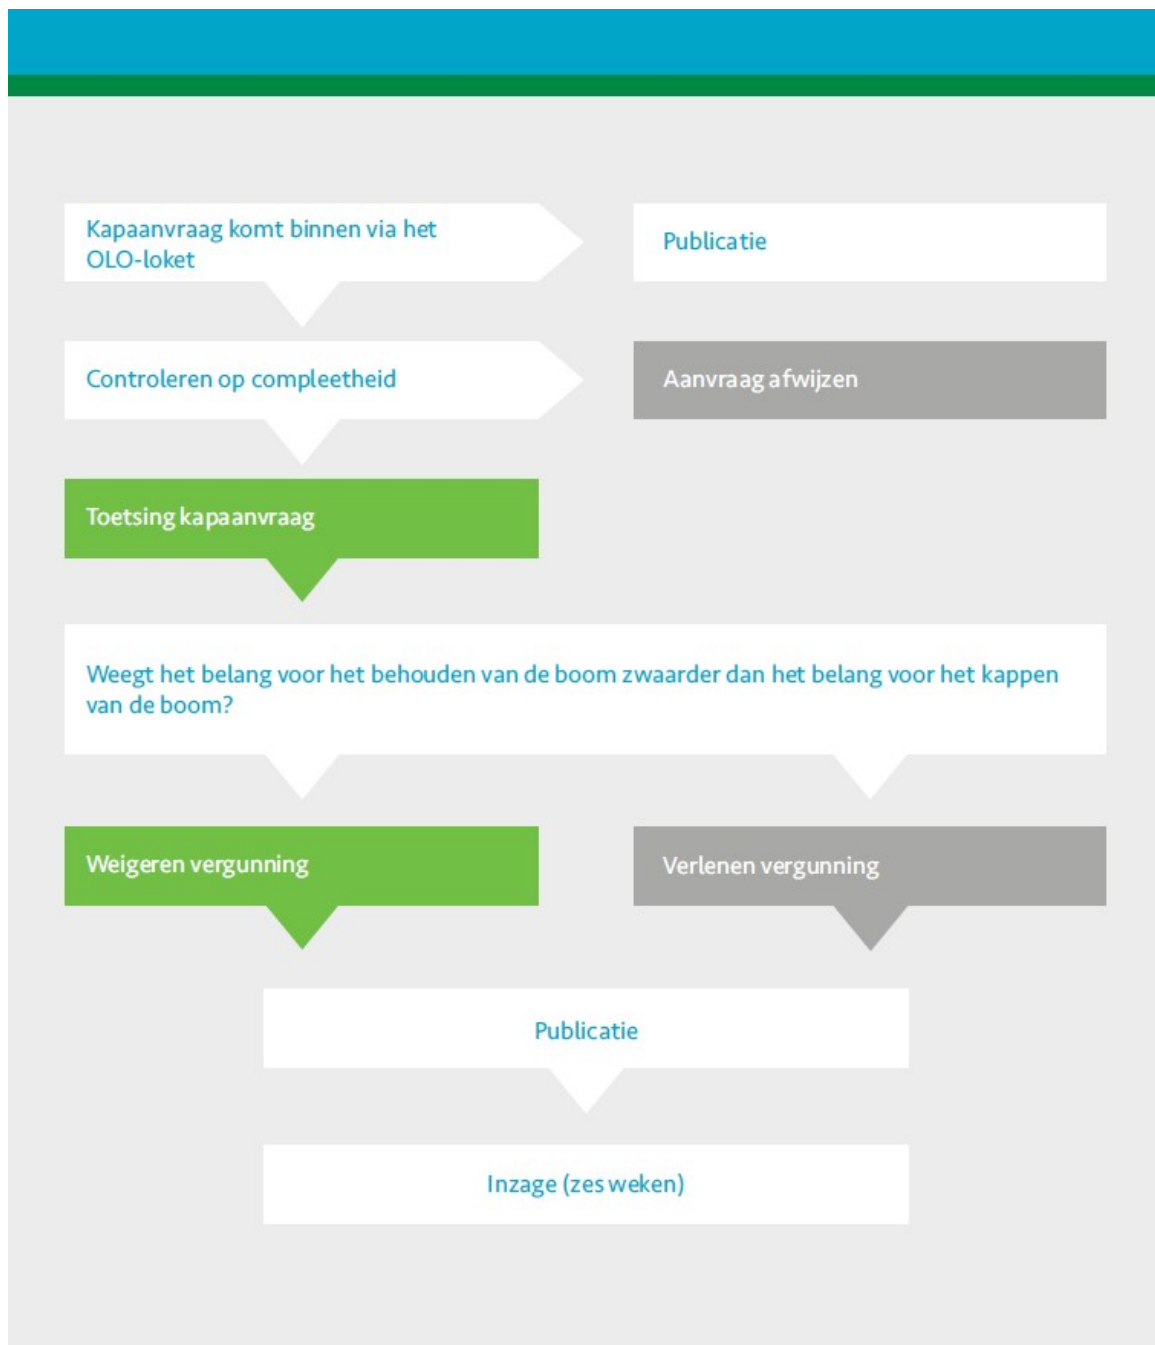 Kapaanvraag komt binnen via het
OLO-loket
Publicatie
Controleren op compleetheid
Aanvraag afwijzen
Toetsing kapaanvraag
Weegt het belang voor het behouden van de boom zwaarder dan het belang voor het kappen
van de boom?
Weigeren vergunning
Verlenen vergunning
Publicatie
Inzage (zes weken)